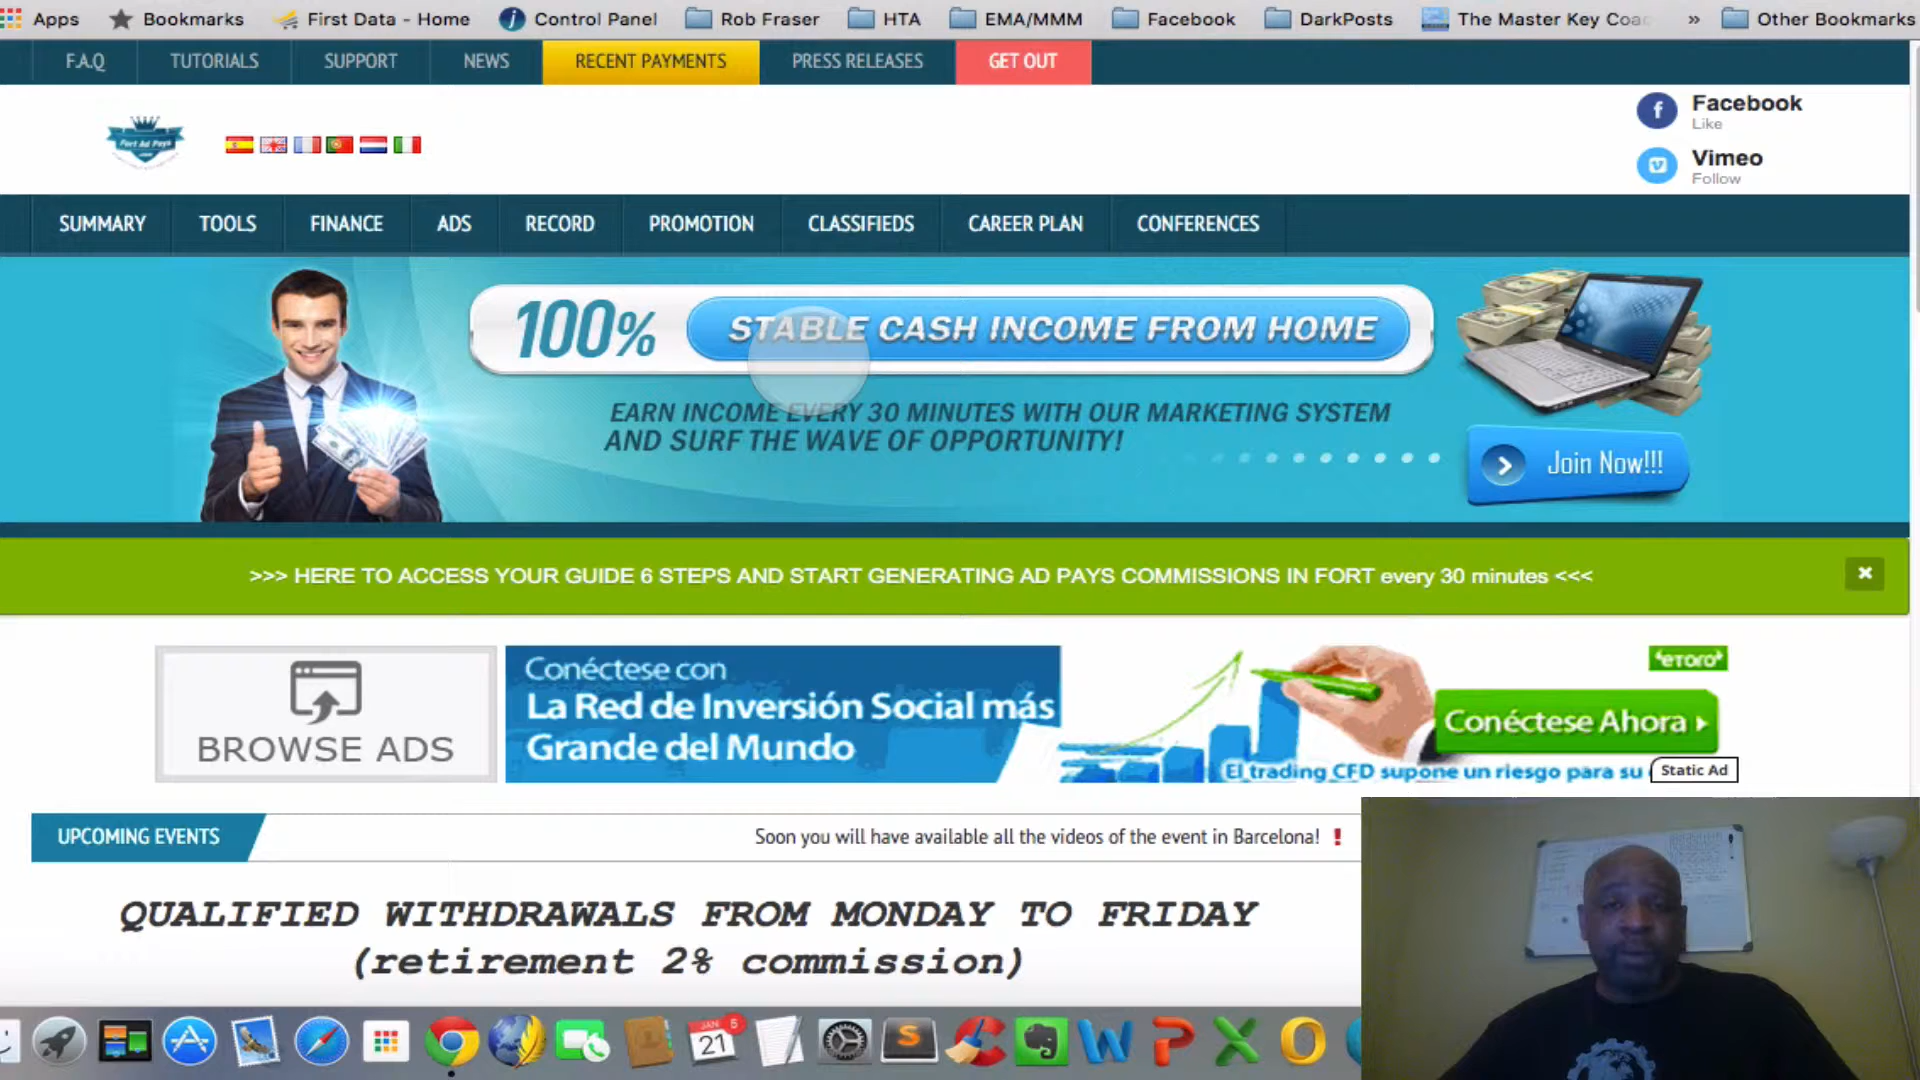 Apps Bookmarks First Data - Home Control Panel Rob Fraser HTA EMA/MMM Facebook DarkPosts The Master Key Coa » Other Bookmarks
F.A.Q TUTORIALS SUPPORT NEWS RECENT PAYMENTS PRESS RELEASES GET OUT
Fort Ad Pays
Facebook
Like
Vimeo
Follow
SUMMARY TOOLS FINANCE ADS RECORD PROMOTION CLASSIFIEDS CAREER PLAN CONFERENCES
100% STABLE CASH INCOME FROM HOME
EARN INCOME EVERY 30 MINUTES WITH OUR MARKETING SYSTEM
AND SURF THE WAVE OF OPPORTUNITY!
Join Now!!!
>>> HERE TO ACCESS YOUR GUIDE 6 STEPS AND START GENERATING AD PAYS COMMISSIONS IN FORT every 30 minutes <<<
BROWSE ADS
Conéctese con
La Red de Inversión Social más
Grande del Mundo
eToro
Conéctese Ahora
El trading CFD supone un riesgo para su
Static Ad
UPCOMING EVENTS
Soon you will have available all the videos of the event in Barcelona!
QUALIFIED WITHDRAWALS FROM MONDAY TO FRIDAY
(retirement 2% commission)
JAN 5
21